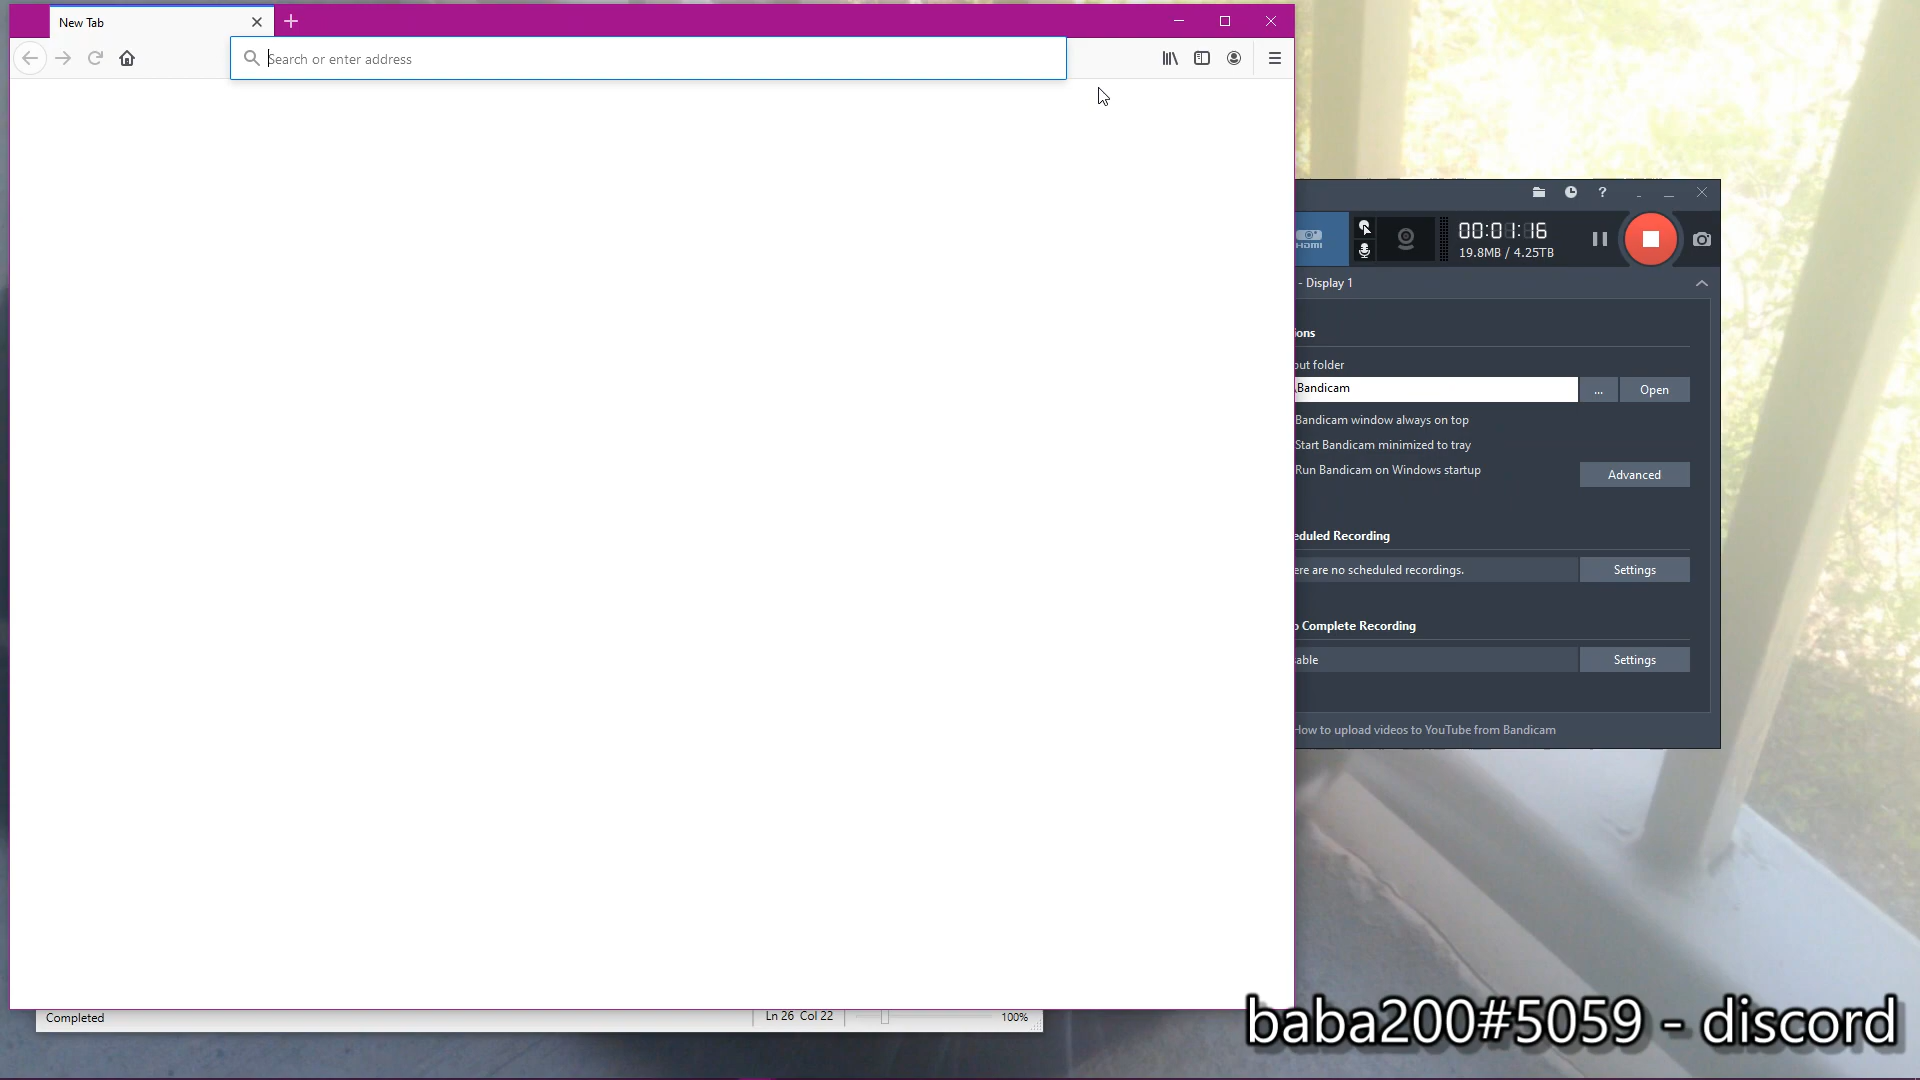 New Tab
Search or enter address
HDMI
00:01:16
19.8MB / 4.25TB
- Display 1
ions
out folder
\Bandicam
...
Open
Bandicam window always on top
Start Bandicam minimized to tray
Run Bandicam on Windows startup
Advanced
eduled Recording
ere are no scheduled recordings.
Settings
o Complete Recording
able
Settings
How to upload videos to YouTube from Bandicam
Completed
Ln 26 Col 22
100%
baba200#5059 - discord